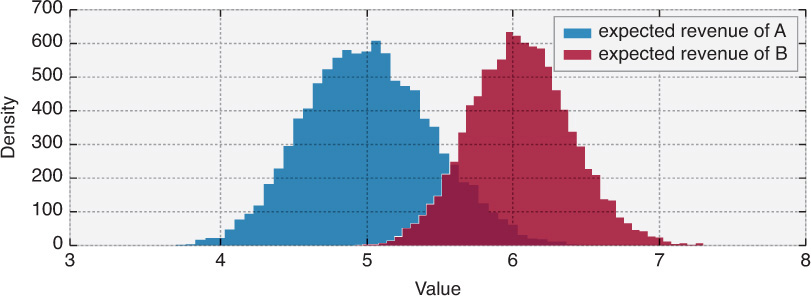 700
600
500
400
300
200
100
0
Density
expected revenue of A
expected revenue of B
3 4 5 6 7 8
Value